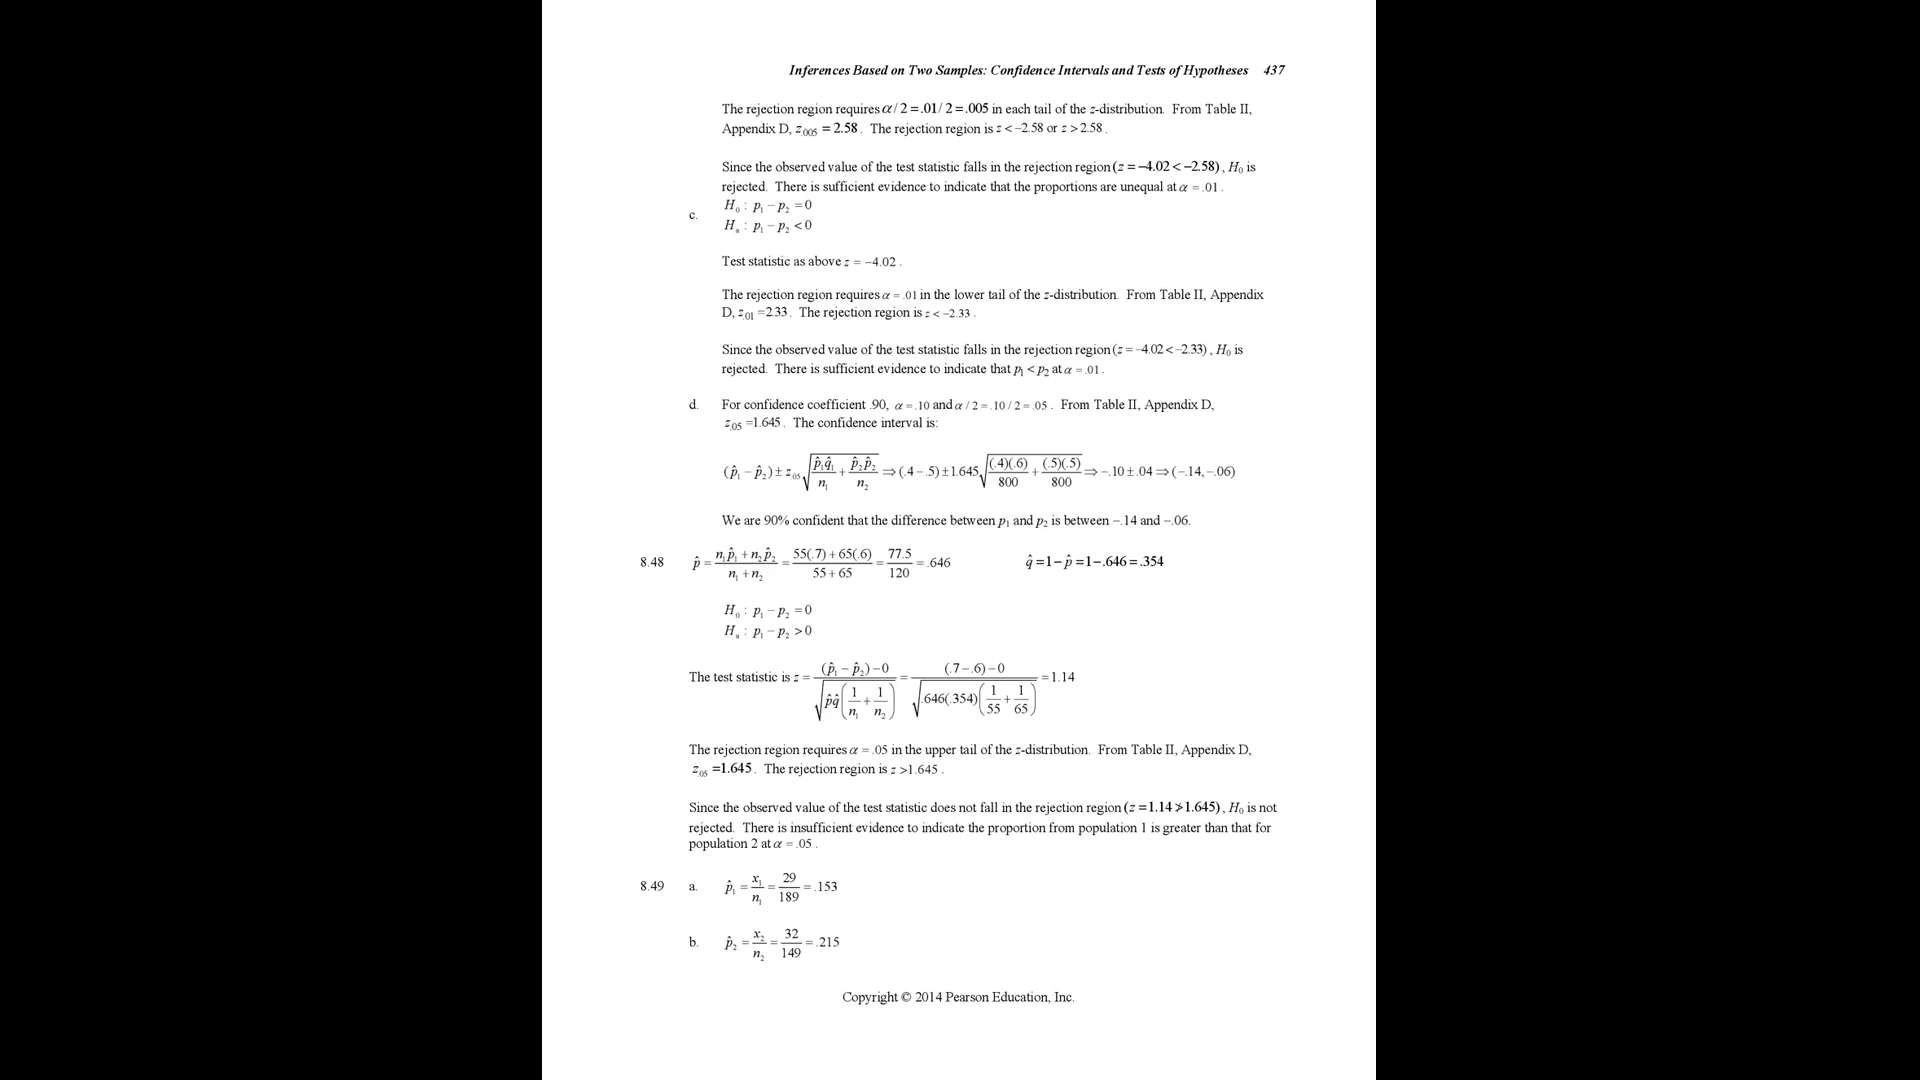 Inferences Based on Two Samples: Confidence Intervals and Tests of Hypotheses 437
The rejection region requires α / 2 = .01 / 2 = .005 in each tail of the z-distribution. From Table II,
Appendix D, z.005 = 2.58. The rejection region is z < −2.58 or z > 2.58.
Since the observed value of the test statistic falls in the rejection region (z = −4.02 < −2.58), H₀ is
rejected. There is sufficient evidence to indicate that the proportions are unequal at α = .01.
c. H₀ : p₁ − p₂ = 0
Hₐ : p₁ − p₂ < 0
Test statistic as above z = −4.02.
The rejection region requires α = .01 in the lower tail of the z-distribution. From Table II, Appendix
D, z.01 = 2.33. The rejection region is z < −2.33.
Since the observed value of the test statistic falls in the rejection region (z = −4.02 < −2.33), H₀ is
rejected. There is sufficient evidence to indicate that p₁ < p₂ at α = .01.
d. For confidence coefficient .90, α = .10 and α / 2 = .10 / 2 = .05. From Table II, Appendix D,
z.05 = 1.645. The confidence interval is:
(p̂₁ − p̂₂) ± z.05 √(p̂₁q̂₁/n₁ + p̂₂p̂₂/n₂) ⇒ (.4 − .5) ± 1.645 √((.4)(.6)/800 + (.5)(.5)/800) ⇒ −.10 ± .04 ⇒ (−.14, −.06)
We are 90% confident that the difference between p₁ and p₂ is between −.14 and −.06.
8.48 p̂ = (n₁p̂₁ + n₂p̂₂)/(n₁ + n₂) = (55(.7) + 65(.6))/(55 + 65) = 77.5/120 = .646 q̂ = 1 − p̂ = 1 − .646 = .354
H₀ : p₁ − p₂ = 0
Hₐ : p₁ − p₂ > 0
The test statistic is z = ((p̂₁ − p̂₂) − 0)/√(p̂q̂(1/n₁ + 1/n₂)) = ((.7 − .6) − 0)/√(.646(.354)(1/55 + 1/65)) = 1.14
The rejection region requires α = .05 in the upper tail of the z-distribution. From Table II, Appendix D,
z.05 = 1.645. The rejection region is z > 1.645.
Since the observed value of the test statistic does not fall in the rejection region (z = 1.14 ≯ 1.645), H₀ is not
rejected. There is insufficient evidence to indicate the proportion from population 1 is greater than that for
population 2 at α = .05.
8.49 a. p̂₁ = x₁/n₁ = 29/189 = .153
b. p̂₂ = x₂/n₂ = 32/149 = .215
Copyright © 2014 Pearson Education, Inc.